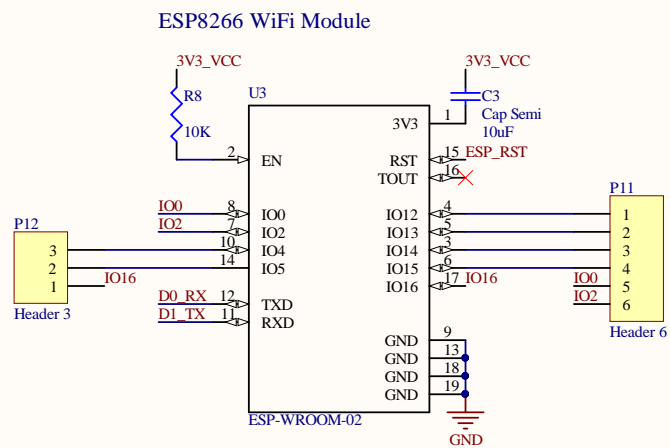 ESP8266 WiFi Module
3V3_VCC
3V3_VCC
R8
10K
U3
C3
Cap Semi
10uF
1
3V3
2
EN
RST
15
ESP_RST
TOUT
16
P12
P11
IO0
8
IO0
IO12
4
1
IO2
7
IO2
IO13
5
2
3
10
IO4
IO14
3
3
2
14
IO5
IO15
6
4
1
IO16
IO16
17
IO16
IO0
5
IO2
6
Header 3
Header 6
D0_RX
12
TXD
D1_TX
11
RXD
GND
9
GND
13
GND
18
GND
19
ESP-WROOM-02
GND